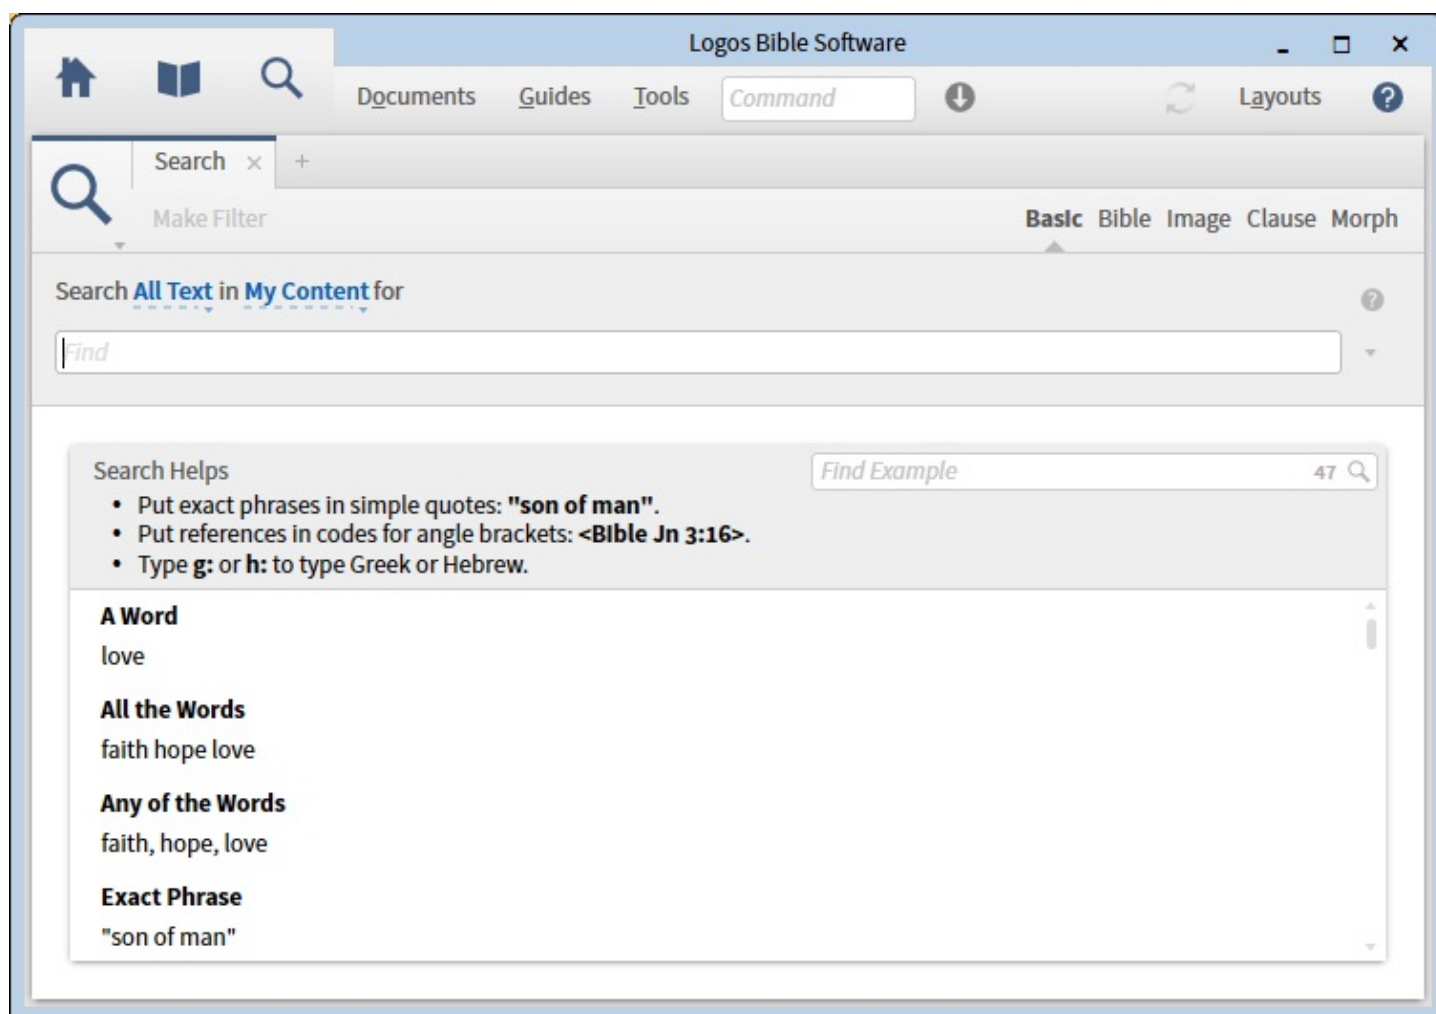 Logos Bible Software
Documents Guides Tools Command Layouts ?
Search × +
Make Filter Basic Bible Image Clause Morph
Search All Text in My Content for ?
Find
Search Helps Find Example 47
• Put exact phrases in simple quotes: "son of man".
• Put references in codes for angle brackets: <Bible Jn 3:16>.
• Type g: or h: to type Greek or Hebrew.
A Word
love
All the Words
faith hope love
Any of the Words
faith, hope, love
Exact Phrase
"son of man"